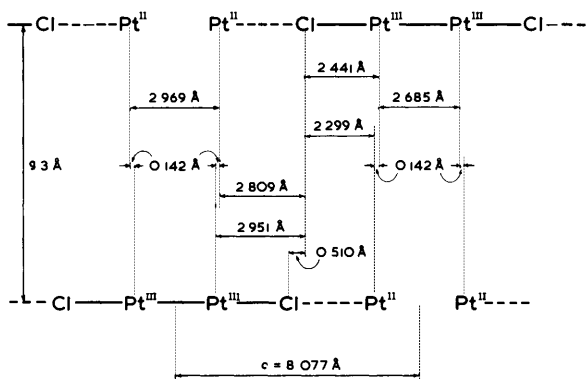 Cl Pt^II Pt^II Cl Pt^III Pt^III Cl
2 441 Å
2 969 Å 2 685 Å
2 299 Å
9 3 Å 0 142 Å 0 142 Å
2 809 Å
2 951 Å
0 510 Å
Cl Pt^III Pt^III Cl Pt^II Pt^II
c = 8 077 Å